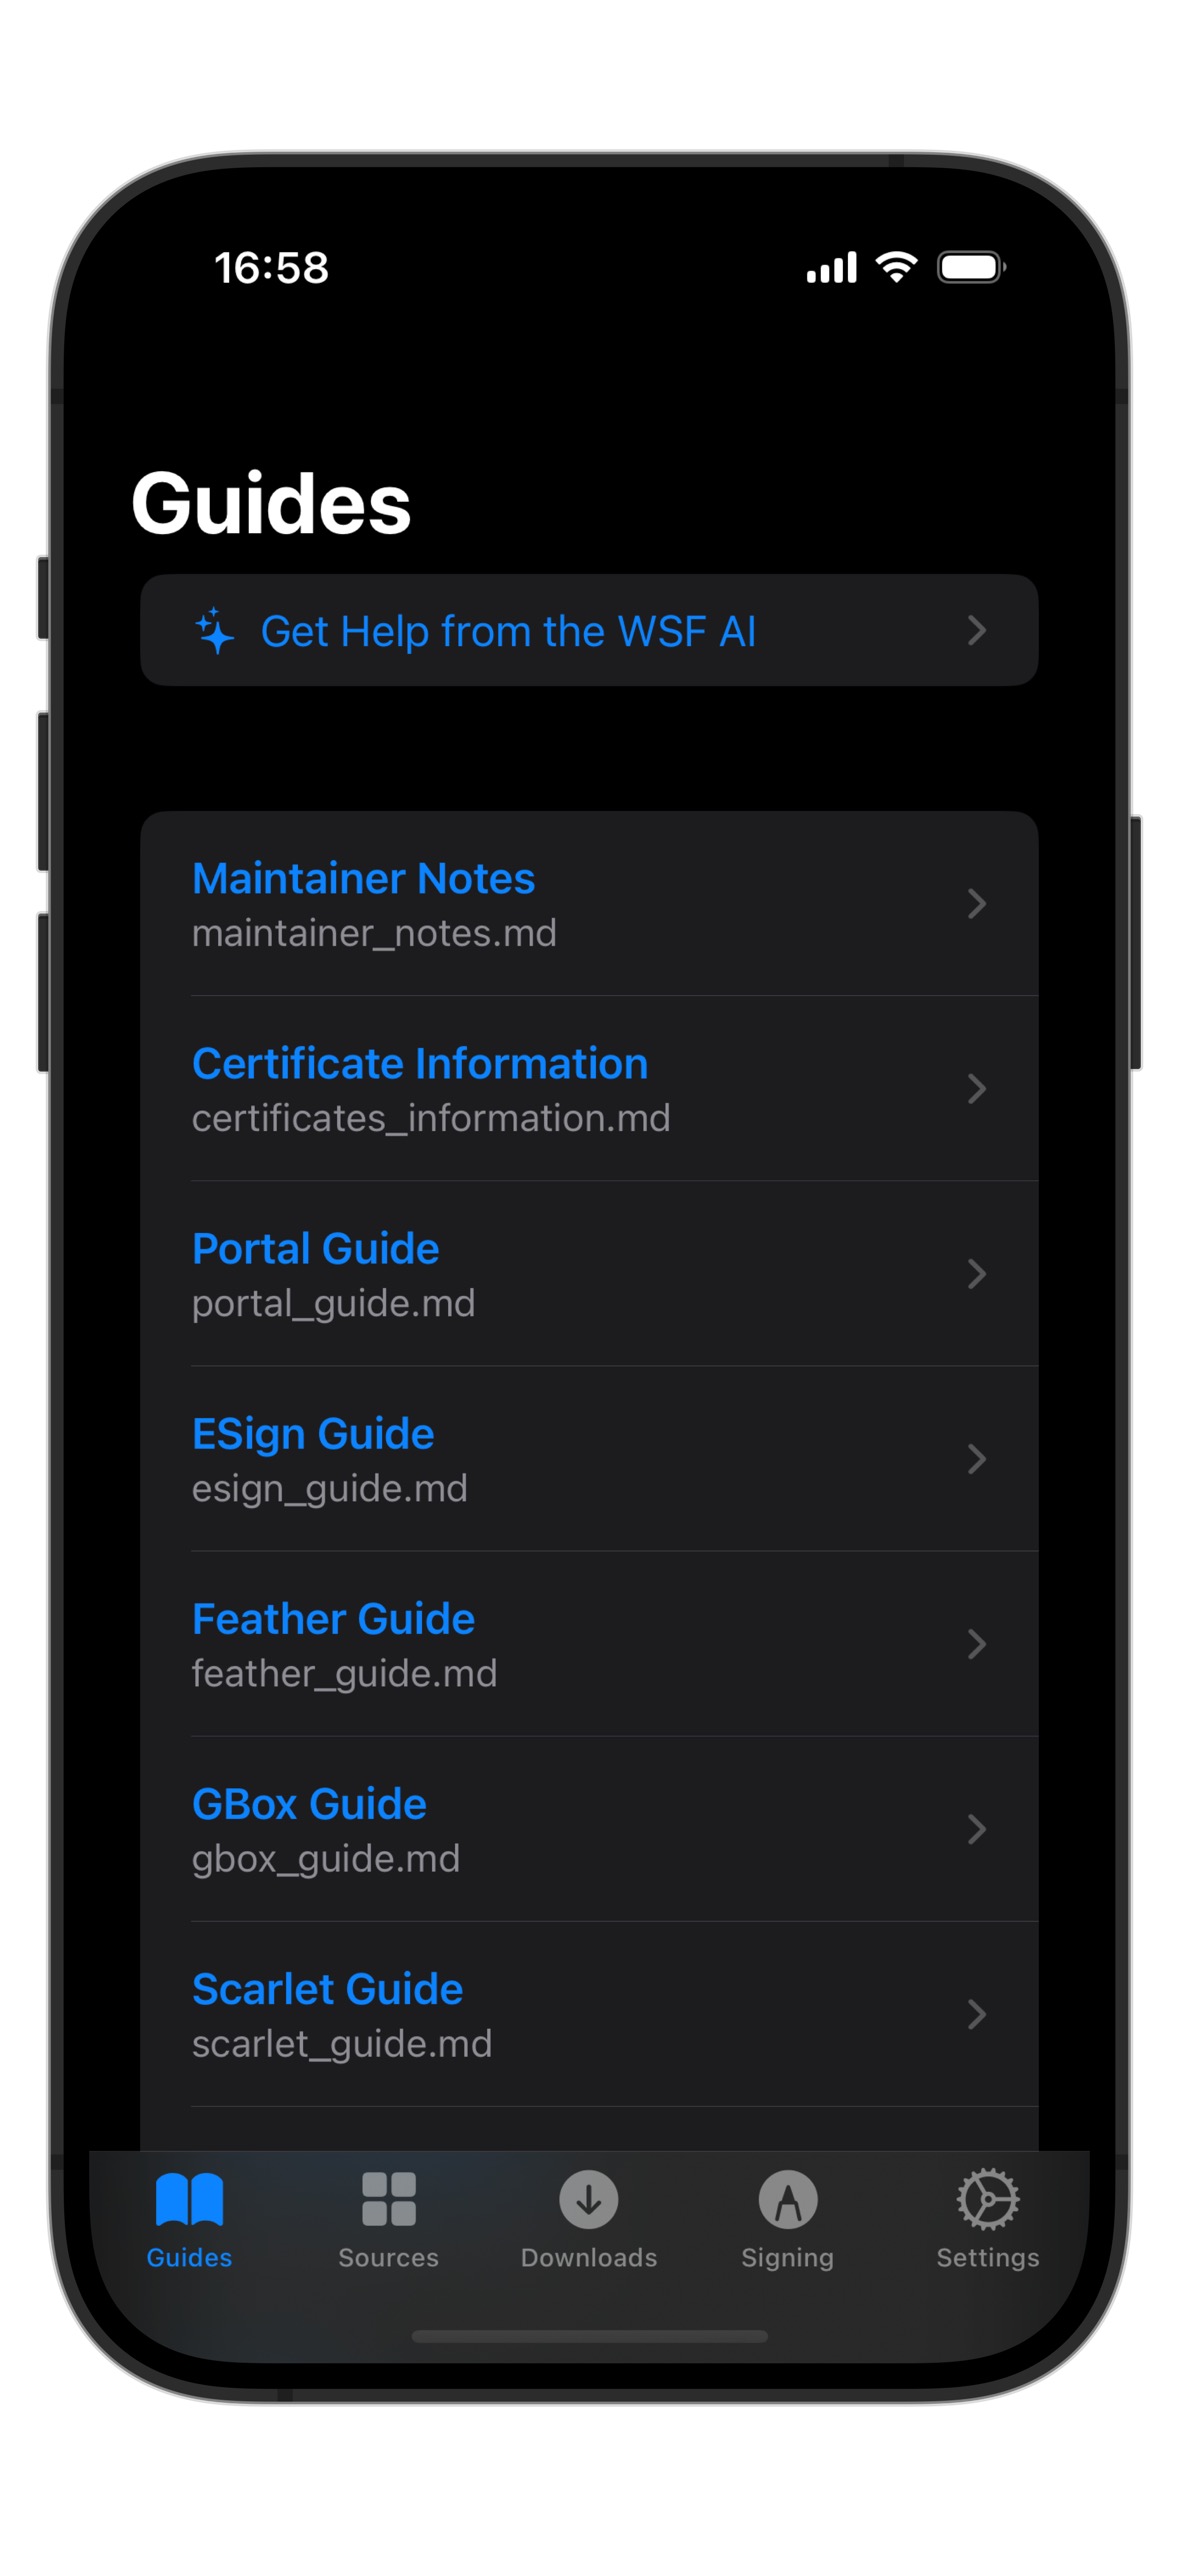 16:58
Guides
Get Help from the WSF AI
Maintainer Notes
maintainer_notes.md
Certificate Information
certificates_information.md
Portal Guide
portal_guide.md
ESign Guide
esign_guide.md
Feather Guide
feather_guide.md
GBox Guide
gbox_guide.md
Scarlet Guide
scarlet_guide.md
Guides Sources Downloads Signing Settings